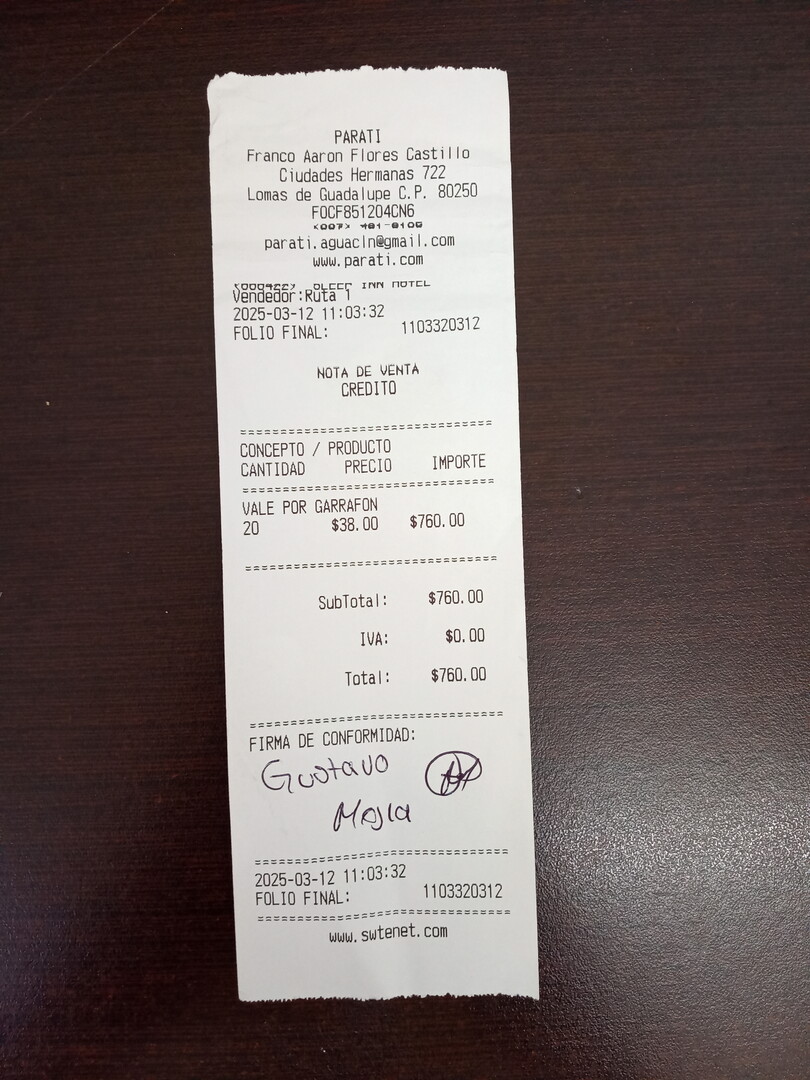 PARATI
Franco Aaron Flores Castillo
Ciudades Hermanas 722
Lomas de Guadalupe C.P. 80250
FOCF851204CN6
parati.aguacln@gmail.com
www.parati.com
INN HOTEL
Vendedor:Ruta 1
2025-03-12 11:03:32
FOLIO FINAL: 1103320312
NOTA DE VENTA
CREDITO
CONCEPTO / PRODUCTO
CANTIDAD PRECIO IMPORTE
VALE POR GARRAFON
20 $38.00 $760.00
SubTotal: $760.00
IVA: $0.00
Total: $760.00
FIRMA DE CONFORMIDAD:
Gustavo
Mejia
2025-03-12 11:03:32
FOLIO FINAL: 1103320312
www.swtenet.com